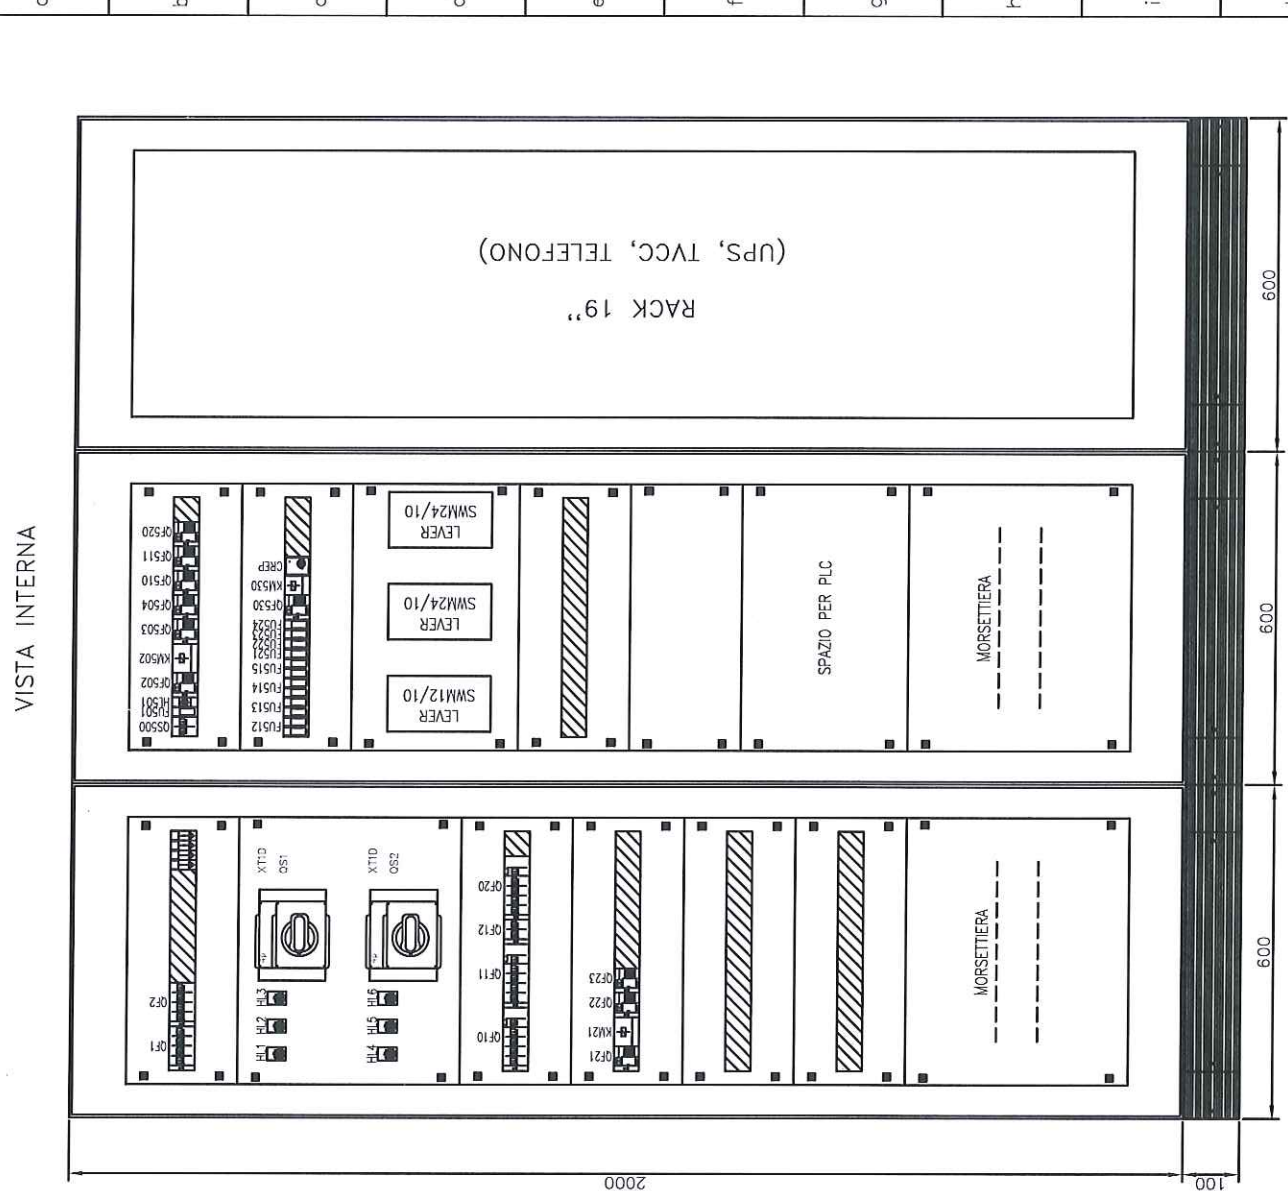 a
b
c
d
e
f
g
h
i
VISTA INTERNA
QF1
QF2
HL1
HL2
HL3
XT1D
QS1
HL4
HL5
HL6
XT1D
QS2
QF10
QF11
QF12
QF20
QF21
KM21
QF22
QF23
MORSETTIERA
QS500
FU501
HL501
QF502
KM502
QF503
QF504
QF510
QF511
QF520
FU512
FU513
FU514
FU515
FU521
FU522
FU523
FU524
QF530
KM530
CREP
LEVER
SWM12/10
LEVER
SWM24/10
LEVER
SWM24/10
SPAZIO PER PLC
MORSETTIERA
RACK 19"
(UPS, TVCC, TELEFONO)
600
600
600
2000
100